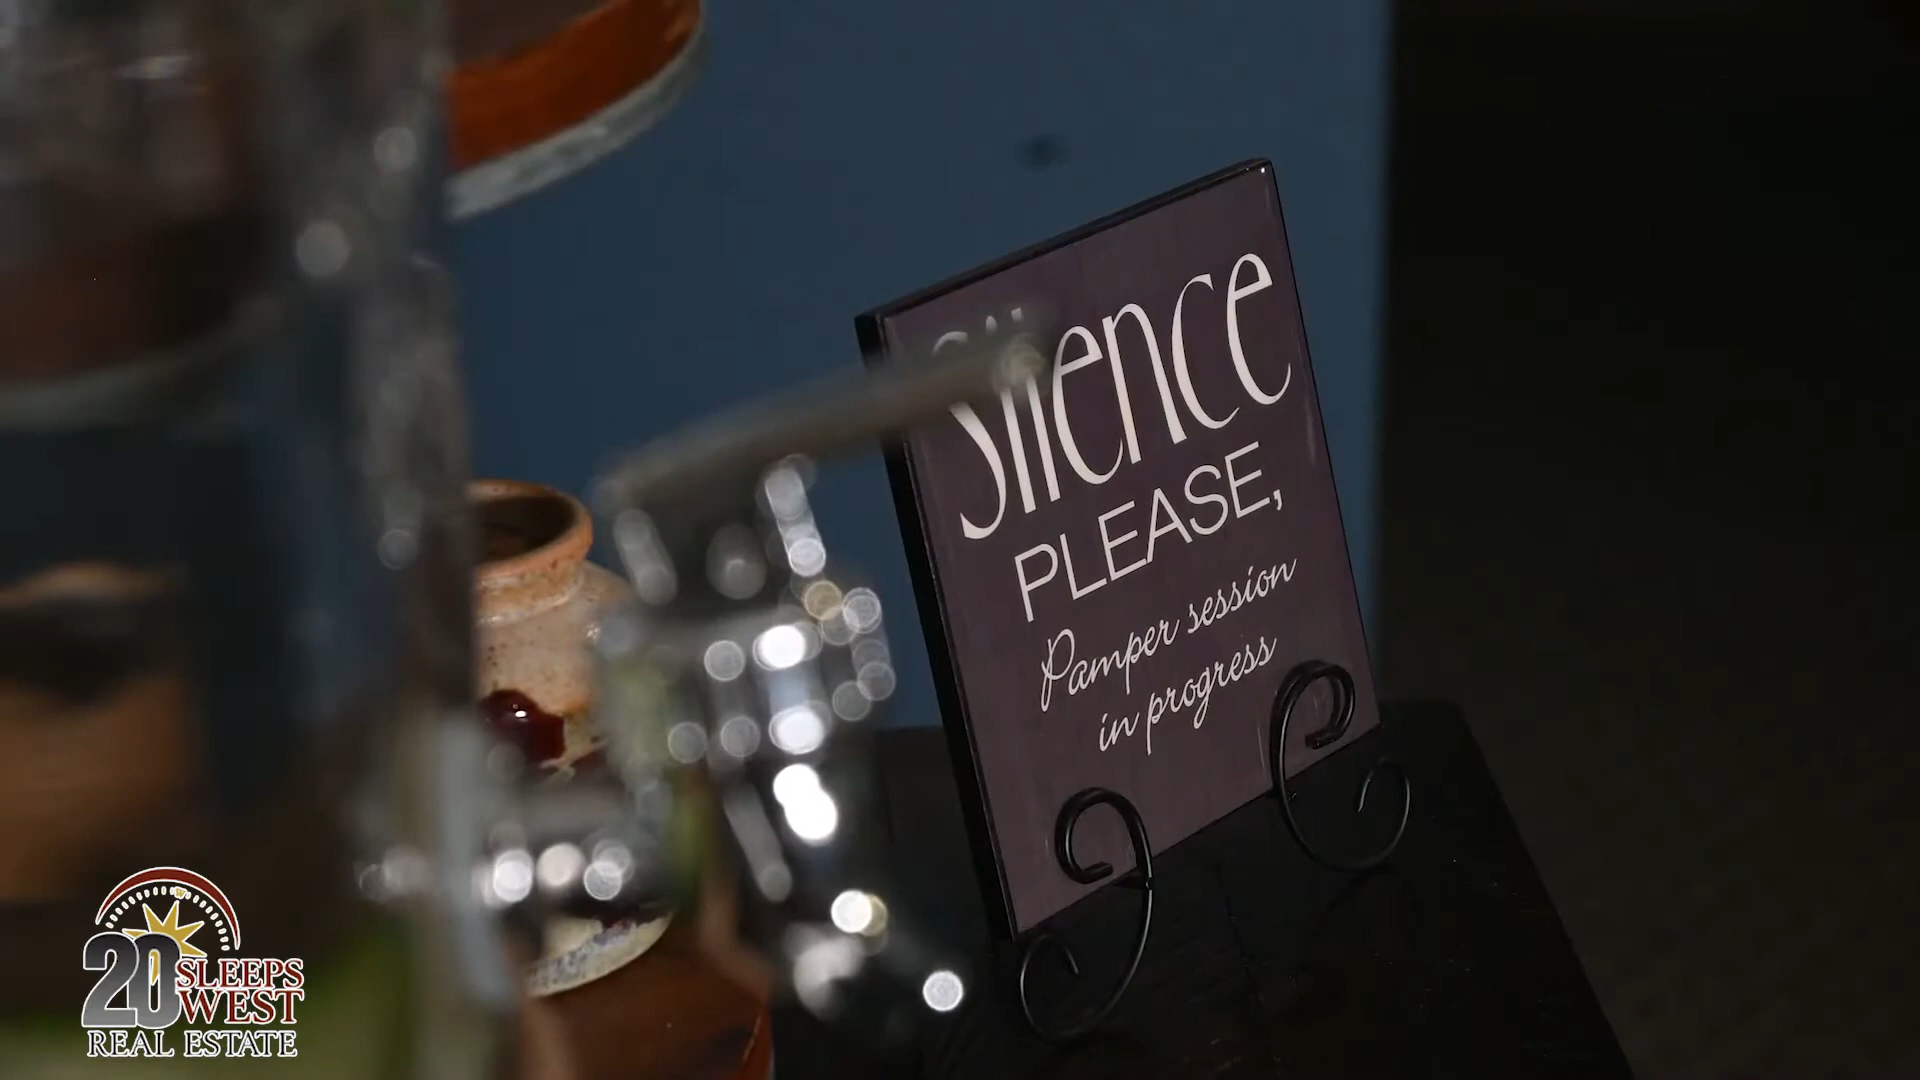 Silence
PLEASE,
Pamper session
in progress
20 SLEEPS
WEST
REAL ESTATE